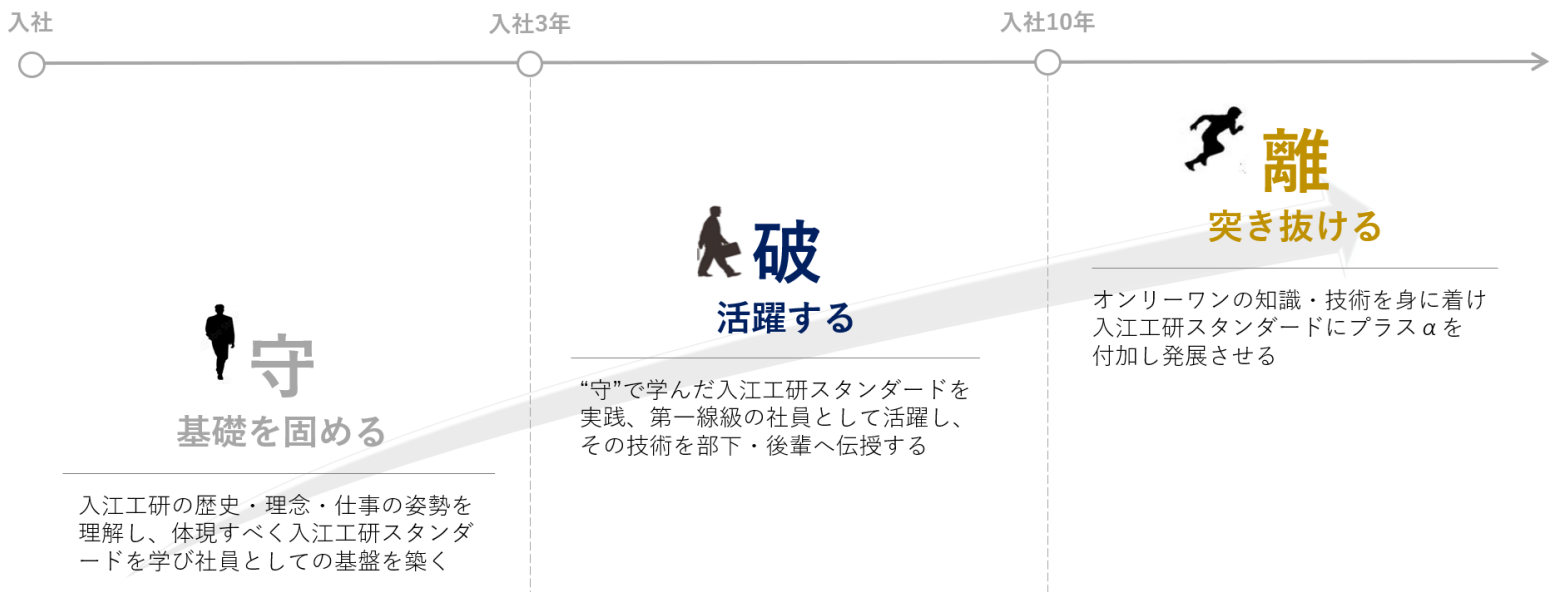 入社
入社3年
入社10年
離
突き抜ける
オンリーワンの知識・技術を身に着け
入江工研スタンダードにプラスαを
付加し発展させる
破
活躍する
“守”で学んだ入江工研スタンダードを
実践、第一線級の社員として活躍し、
その技術を部下・後輩へ伝授する
守
基礎を固める
入江工研の歴史・理念・仕事の姿勢を
理解し、体現すべく入江工研スタンダ
ードを学び社員としての基盤を築く